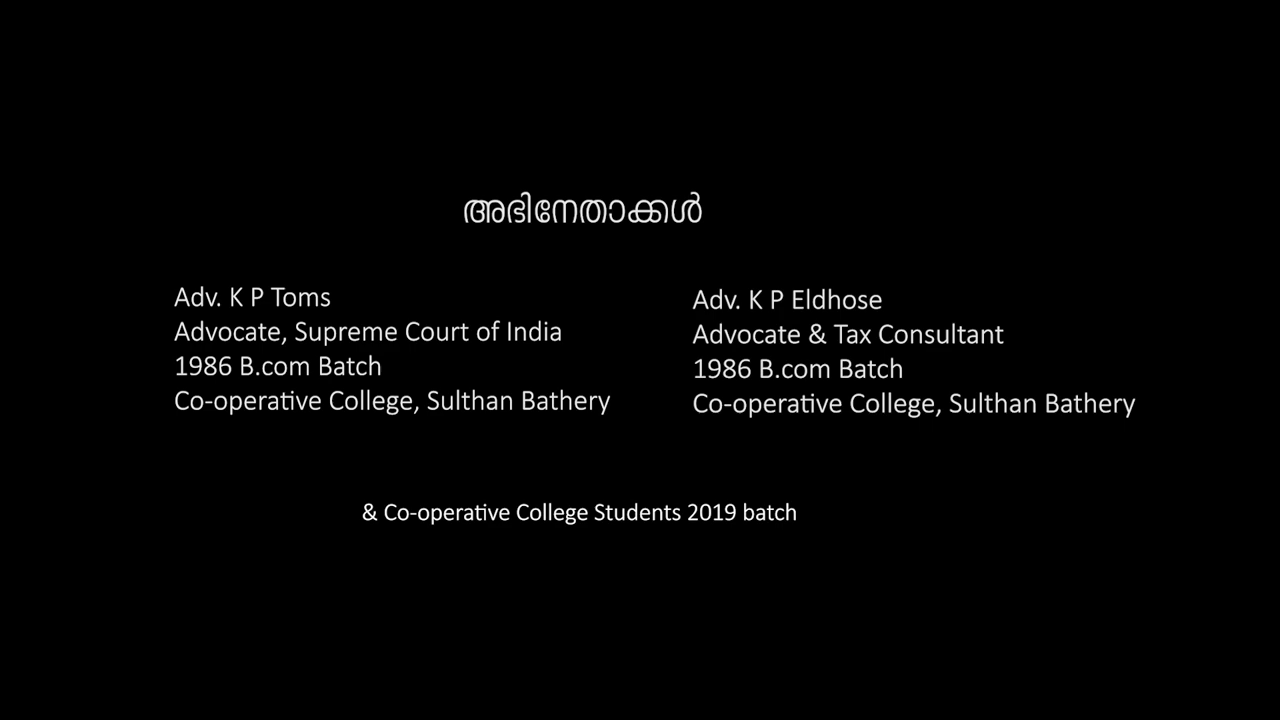 അഭിനേതാക്കൾ
Adv. K P Toms
Advocate, Supreme Court of India
1986 B.com Batch
Co-operative College, Sulthan Bathery
Adv. K P Eldhose
Advocate & Tax Consultant
1986 B.com Batch
Co-operative College, Sulthan Bathery
& Co-operative College Students 2019 batch